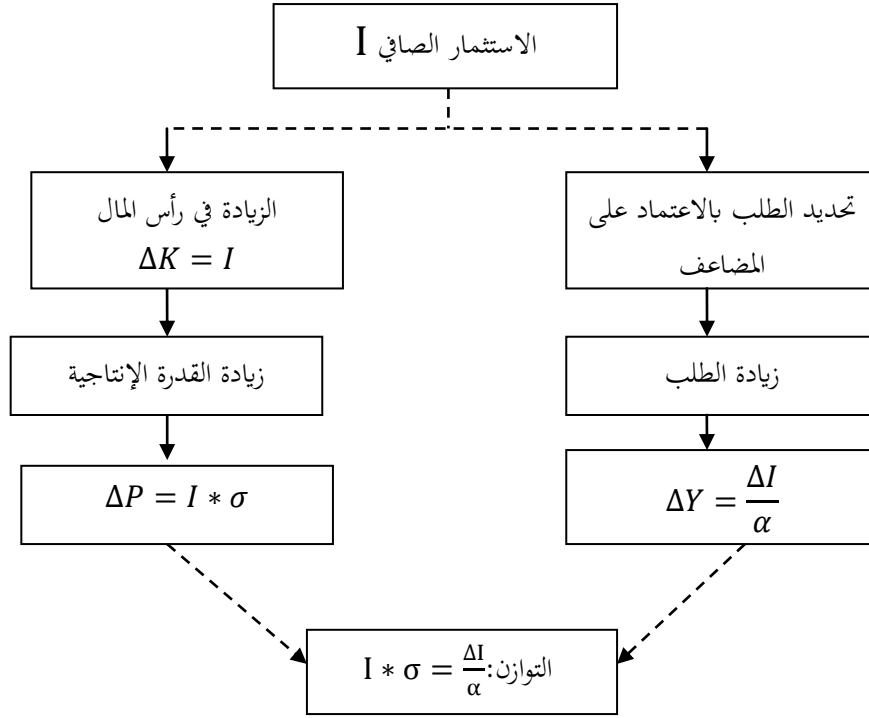 الاستثمار الصافي I
تحديد الطلب بالاعتماد على
المضاعف
زيادة الطلب
ΔY = ΔI/α
الزيادة في رأس المال
ΔK = I
زيادة القدرة الإنتاجية
ΔP = I * σ
التوازن: I * σ = ΔI/α